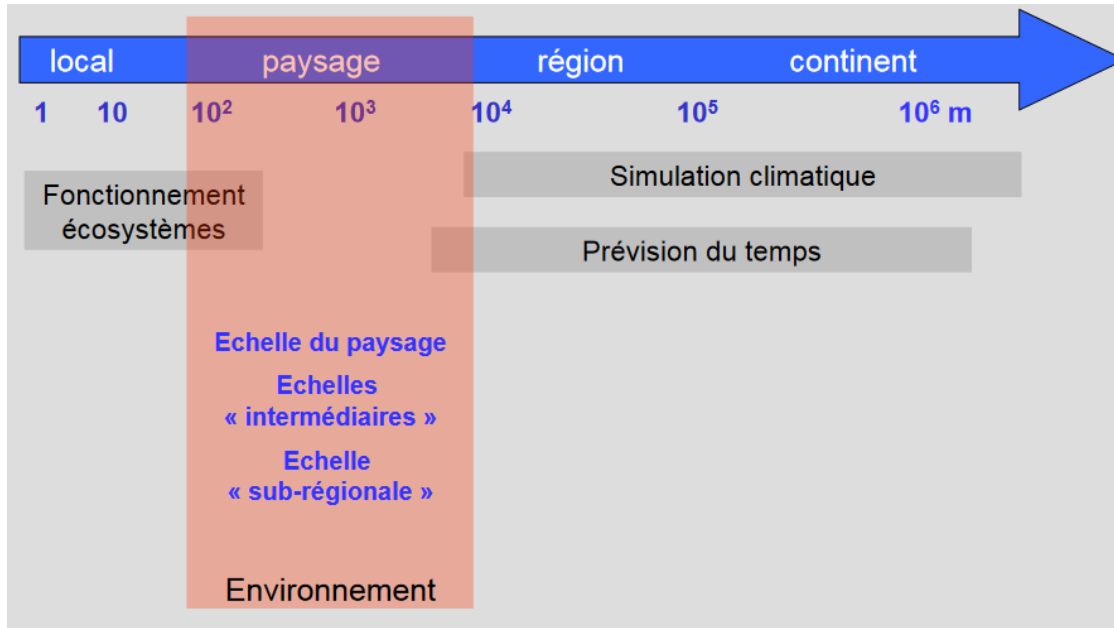 local paysage région continent
1 10 10² 10³ 10⁴ 10⁵ 10⁶ m
Simulation climatique
Fonctionnement
écosystèmes
Prévision du temps
Echelle du paysage
Echelles
« intermédiaires »
Echelle
« sub-régionale »
Environnement